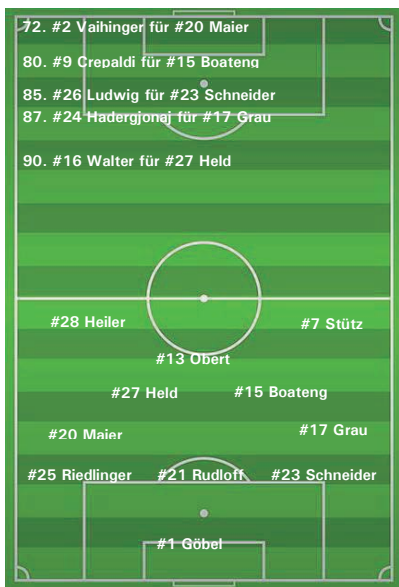 72. #2 Vaihinger für #20 Maier
80. #9 Crepaldi für #15 Boateng
85. #26 Ludwig für #23 Schneider
87. #24 Hadergjonaj für #17 Grau
90. #16 Walter für #27 Held
#28 Heiler #7 Stütz
#13 Obert
#27 Held #15 Boateng
#20 Maier #17 Grau
#25 Riedlinger #21 Rudloff #23 Schneider
#1 Göbel